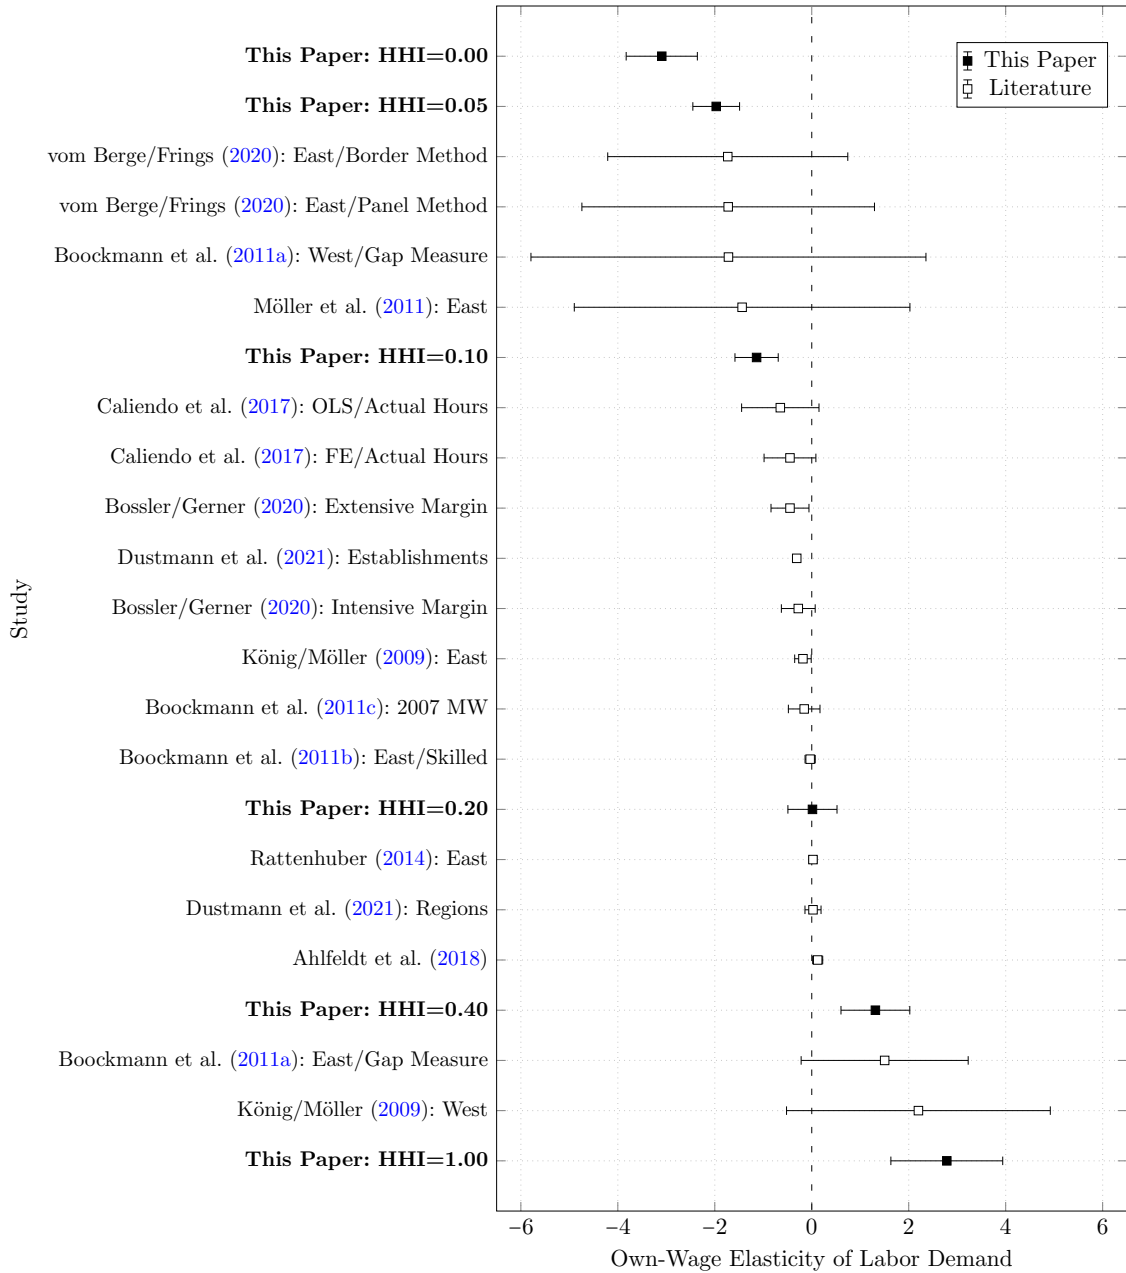 This Paper: HHI=0.00
This Paper: HHI=0.05
vom Berge/Frings (2020): East/Border Method
vom Berge/Frings (2020): East/Panel Method
Boockmann et al. (2011a): West/Gap Measure
Möller et al. (2011): East
This Paper: HHI=0.10
Caliendo et al. (2017): OLS/Actual Hours
Caliendo et al. (2017): FE/Actual Hours
Bossler/Gerner (2020): Extensive Margin
Dustmann et al. (2021): Establishments
Bossler/Gerner (2020): Intensive Margin
König/Möller (2009): East
Boockmann et al. (2011c): 2007 MW
Boockmann et al. (2011b): East/Skilled
This Paper: HHI=0.20
Rattenhuber (2014): East
Dustmann et al. (2021): Regions
Ahlfeldt et al. (2018)
This Paper: HHI=0.40
Boockmann et al. (2011a): East/Gap Measure
König/Möller (2009): West
This Paper: HHI=1.00
Study
This Paper
Literature
−6 −4 −2 0 2 4 6
Own-Wage Elasticity of Labor Demand